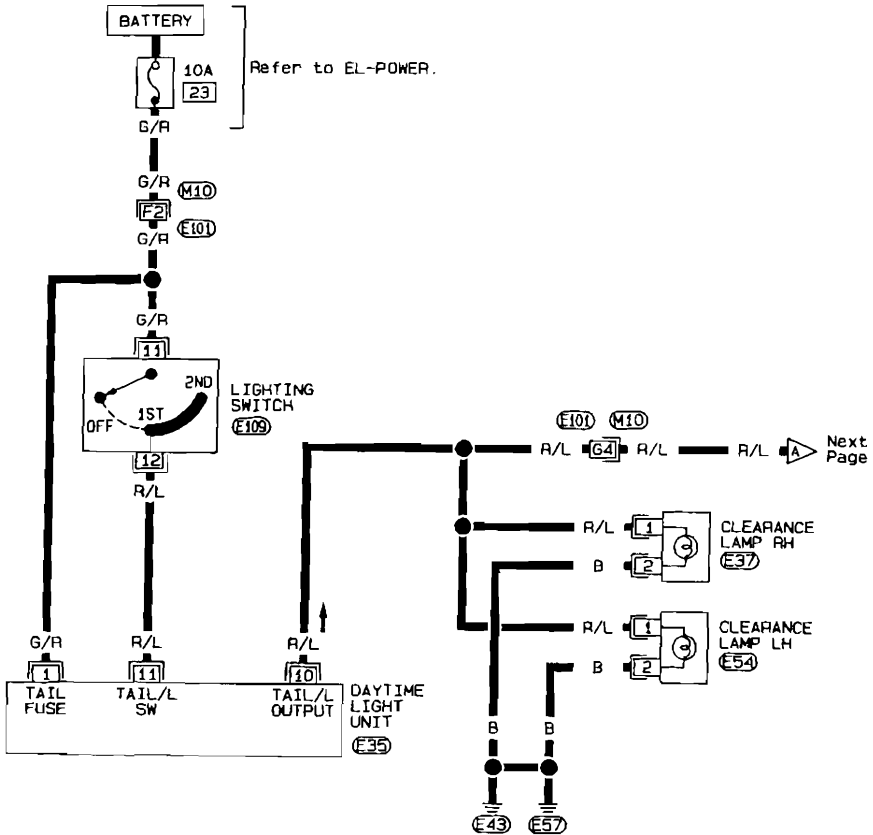 BATTERY
10A
23
Refer to EL-POWER.
G/R
G/R
M10
F2
E101
G/R
G/R
11
2ND
1ST
OFF
LIGHTING
SWITCH
E109
12
R/L
E101
M10
R/L
G4
R/L
R/L
A
Next
Page
R/L
1
CLEARANCE
LAMP RH
E37
B
2
R/L
1
CLEARANCE
LAMP LH
E54
B
2
G/R
R/L
R/L
1
11
10
TAIL
FUSE
TAIL/L
SW
TAIL/L
OUTPUT
DAYTIME
LIGHT
UNIT
E35
B
B
E43
E57